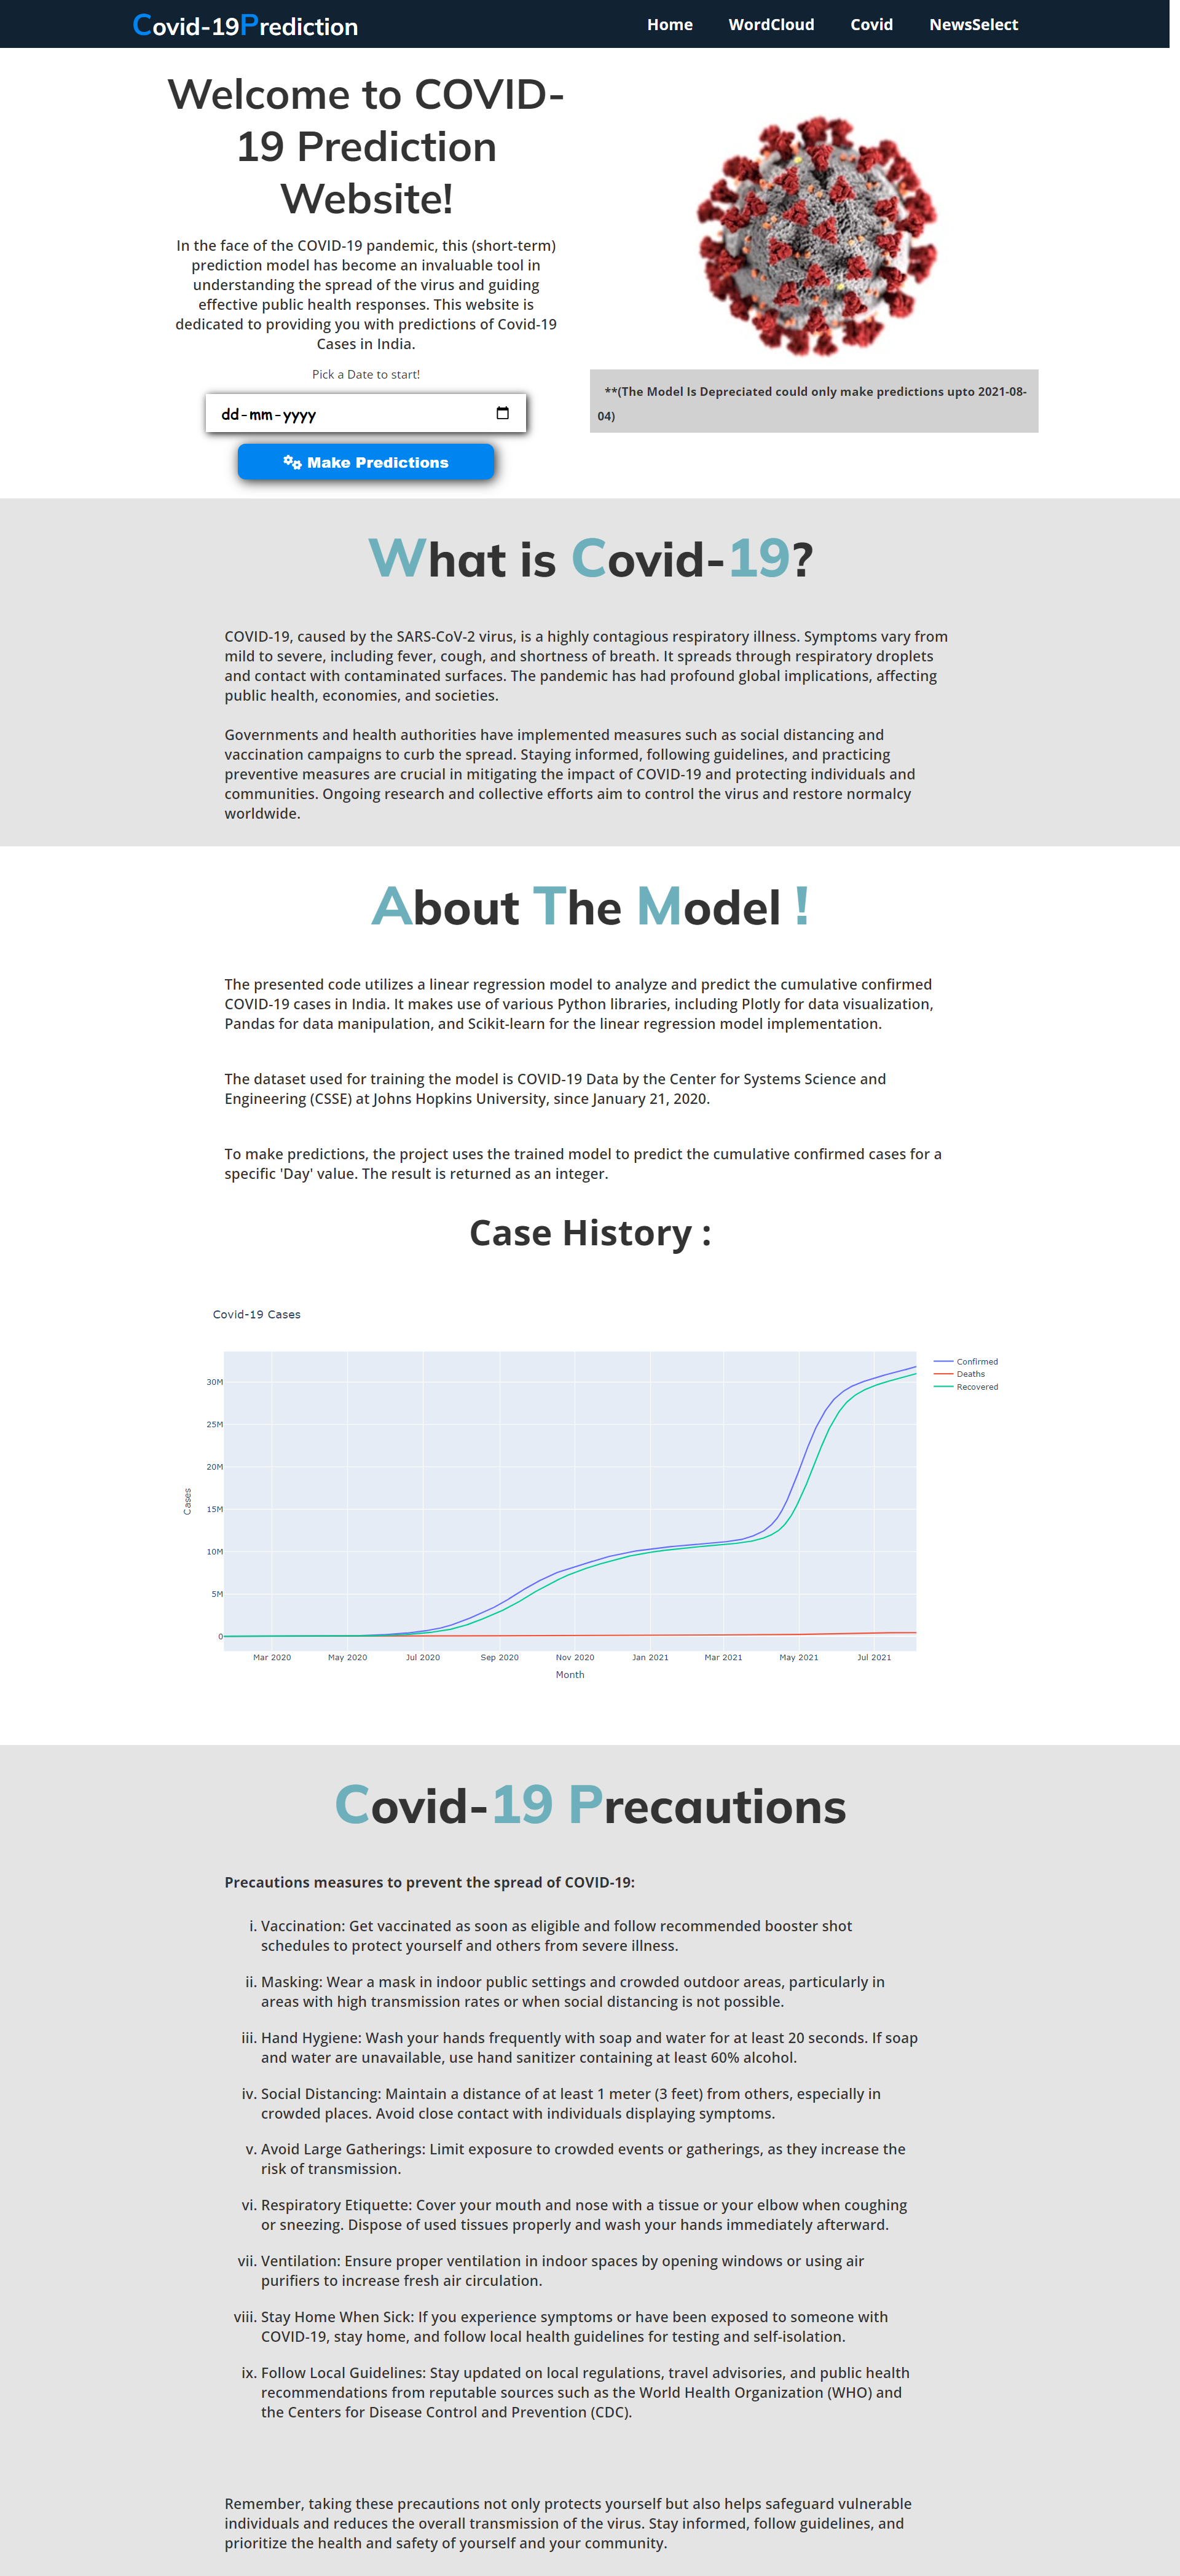 Covid-19Prediction
Home WordCloud Covid NewsSelect
Welcome to COVID-
19 Prediction
Website!
In the face of the COVID-19 pandemic, this (short-term)
prediction model has become an invaluable tool in
understanding the spread of the virus and guiding
effective public health responses. This website is
dedicated to providing you with predictions of Covid-19
Cases in India.
Pick a Date to start!
dd-mm-yyyy
Make Predictions
**(The Model Is Depreciated could only make predictions upto 2021-08-
04)
What is Covid-19?
COVID-19, caused by the SARS-CoV-2 virus, is a highly contagious respiratory illness. Symptoms vary from
mild to severe, including fever, cough, and shortness of breath. It spreads through respiratory droplets
and contact with contaminated surfaces. The pandemic has had profound global implications, affecting
public health, economies, and societies.
Governments and health authorities have implemented measures such as social distancing and
vaccination campaigns to curb the spread. Staying informed, following guidelines, and practicing
preventive measures are crucial in mitigating the impact of COVID-19 and protecting individuals and
communities. Ongoing research and collective efforts aim to control the virus and restore normalcy
worldwide.
About The Model !
The presented code utilizes a linear regression model to analyze and predict the cumulative confirmed
COVID-19 cases in India. It makes use of various Python libraries, including Plotly for data visualization,
Pandas for data manipulation, and Scikit-learn for the linear regression model implementation.
The dataset used for training the model is COVID-19 Data by the Center for Systems Science and
Engineering (CSSE) at Johns Hopkins University, since January 21, 2020.
To make predictions, the project uses the trained model to predict the cumulative confirmed cases for a
specific 'Day' value. The result is returned as an integer.
Case History :
Covid-19 Cases
Confirmed
Deaths
Recovered
30M
25M
20M
15M
10M
5M
0
Cases
Mar 2020 May 2020 Jul 2020 Sep 2020 Nov 2020 Jan 2021 Mar 2021 May 2021 Jul 2021
Month
Covid-19 Precautions
Precautions measures to prevent the spread of COVID-19:
i. Vaccination: Get vaccinated as soon as eligible and follow recommended booster shot
schedules to protect yourself and others from severe illness.
ii. Masking: Wear a mask in indoor public settings and crowded outdoor areas, particularly in
areas with high transmission rates or when social distancing is not possible.
iii. Hand Hygiene: Wash your hands frequently with soap and water for at least 20 seconds. If soap
and water are unavailable, use hand sanitizer containing at least 60% alcohol.
iv. Social Distancing: Maintain a distance of at least 1 meter (3 feet) from others, especially in
crowded places. Avoid close contact with individuals displaying symptoms.
v. Avoid Large Gatherings: Limit exposure to crowded events or gatherings, as they increase the
risk of transmission.
vi. Respiratory Etiquette: Cover your mouth and nose with a tissue or your elbow when coughing
or sneezing. Dispose of used tissues properly and wash your hands immediately afterward.
vii. Ventilation: Ensure proper ventilation in indoor spaces by opening windows or using air
purifiers to increase fresh air circulation.
viii. Stay Home When Sick: If you experience symptoms or have been exposed to someone with
COVID-19, stay home, and follow local health guidelines for testing and self-isolation.
ix. Follow Local Guidelines: Stay updated on local regulations, travel advisories, and public health
recommendations from reputable sources such as the World Health Organization (WHO) and
the Centers for Disease Control and Prevention (CDC).
Remember, taking these precautions not only protects yourself but also helps safeguard vulnerable
individuals and reduces the overall transmission of the virus. Stay informed, follow guidelines, and
prioritize the health and safety of yourself and your community.